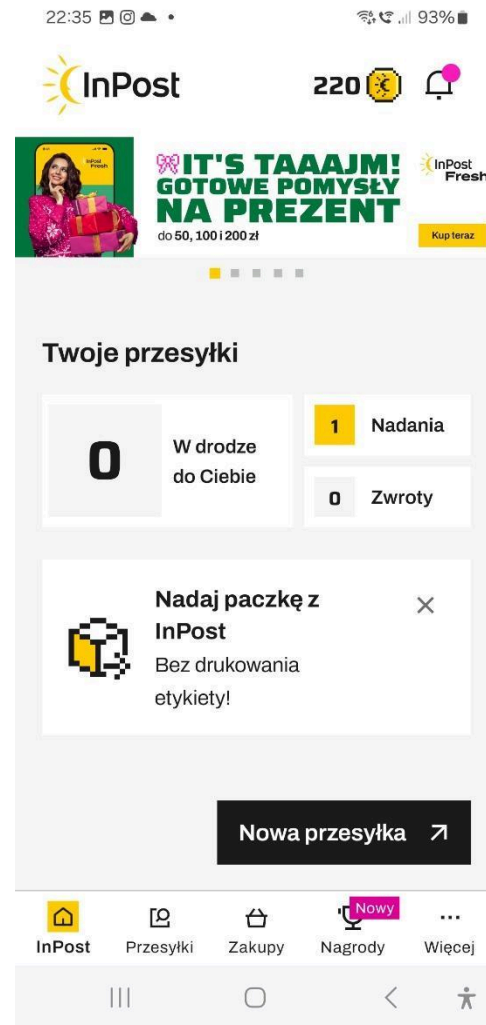 22:35 93%
InPost 220
InPost Fresh
IT'S TAAAJM!
GOTOWE POMYSŁY
NA PREZENT
do 50, 100 i 200 zł
InPost
Fresh
Kup teraz
Twoje przesyłki
0
W drodze
do Ciebie
1 Nadania
0 Zwroty
Nadaj paczkę z
InPost
Bez drukowania
etykiety!
Nowa przesyłka
Nowy
InPost Przesyłki Zakupy Nagrody Więcej